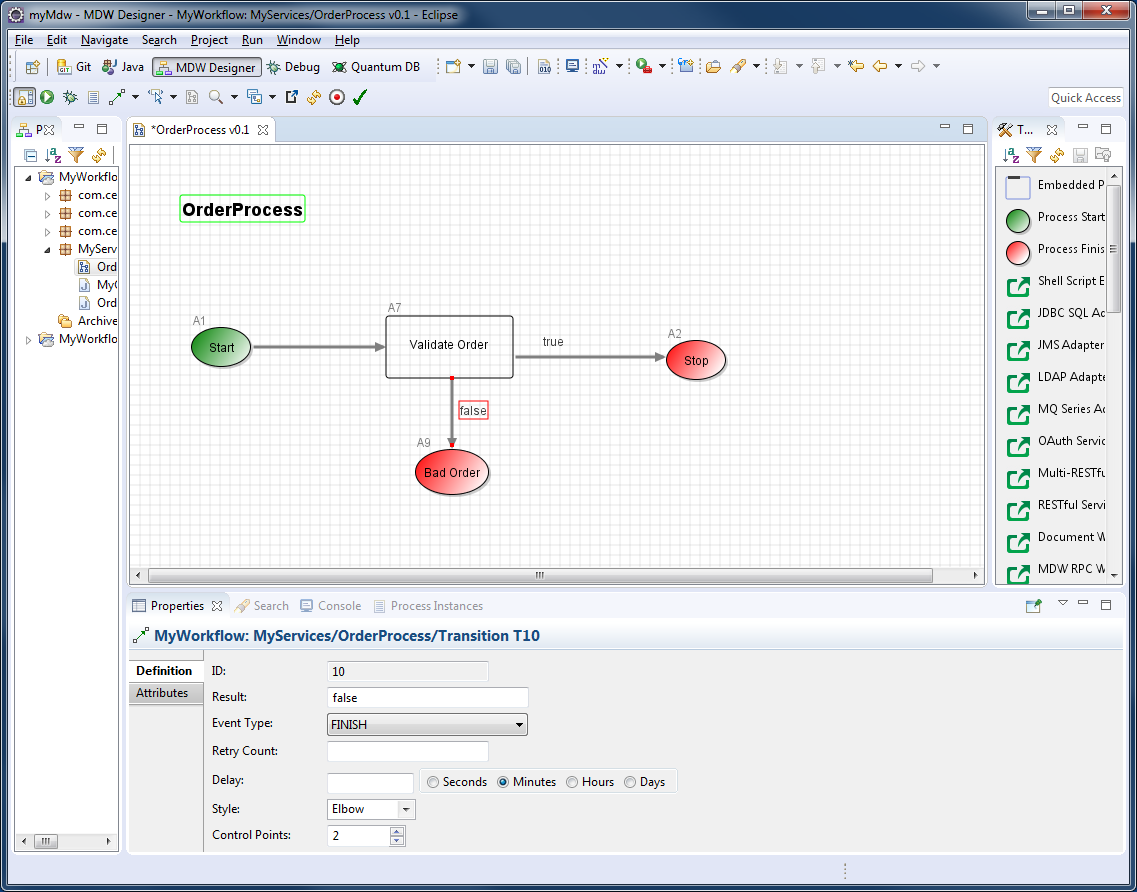 myMdw - MDW Designer - MyWorkflow: MyServices/OrderProcess v0.1 - Eclipse
File Edit Navigate Search Project Run Window Help
Git Java MDW Designer Debug Quantum DB
Quick Access
P
*OrderProcess v0.1
T...
MyWorkflo
com.ce
com.ce
com.ce
MyServ
Ord
My
Ord
Archive
MyWorkflo
OrderProcess
A1
Start
A7
Validate Order
true
A2
Stop
false
A9
Bad Order
Embedded P
Process Start
Process Finis
Shell Script E
JDBC SQL Ad
JMS Adapter
LDAP Adapte
MQ Series Ad
OAuth Servic
Multi-RESTfu
RESTful Servi
Document W
MDW RPC W
Properties Search Console Process Instances
MyWorkflow: MyServices/OrderProcess/Transition T10
Definition
Attributes
ID: 10
Result: false
Event Type: FINISH
Retry Count:
Delay: Seconds Minutes Hours Days
Style: Elbow
Control Points: 2